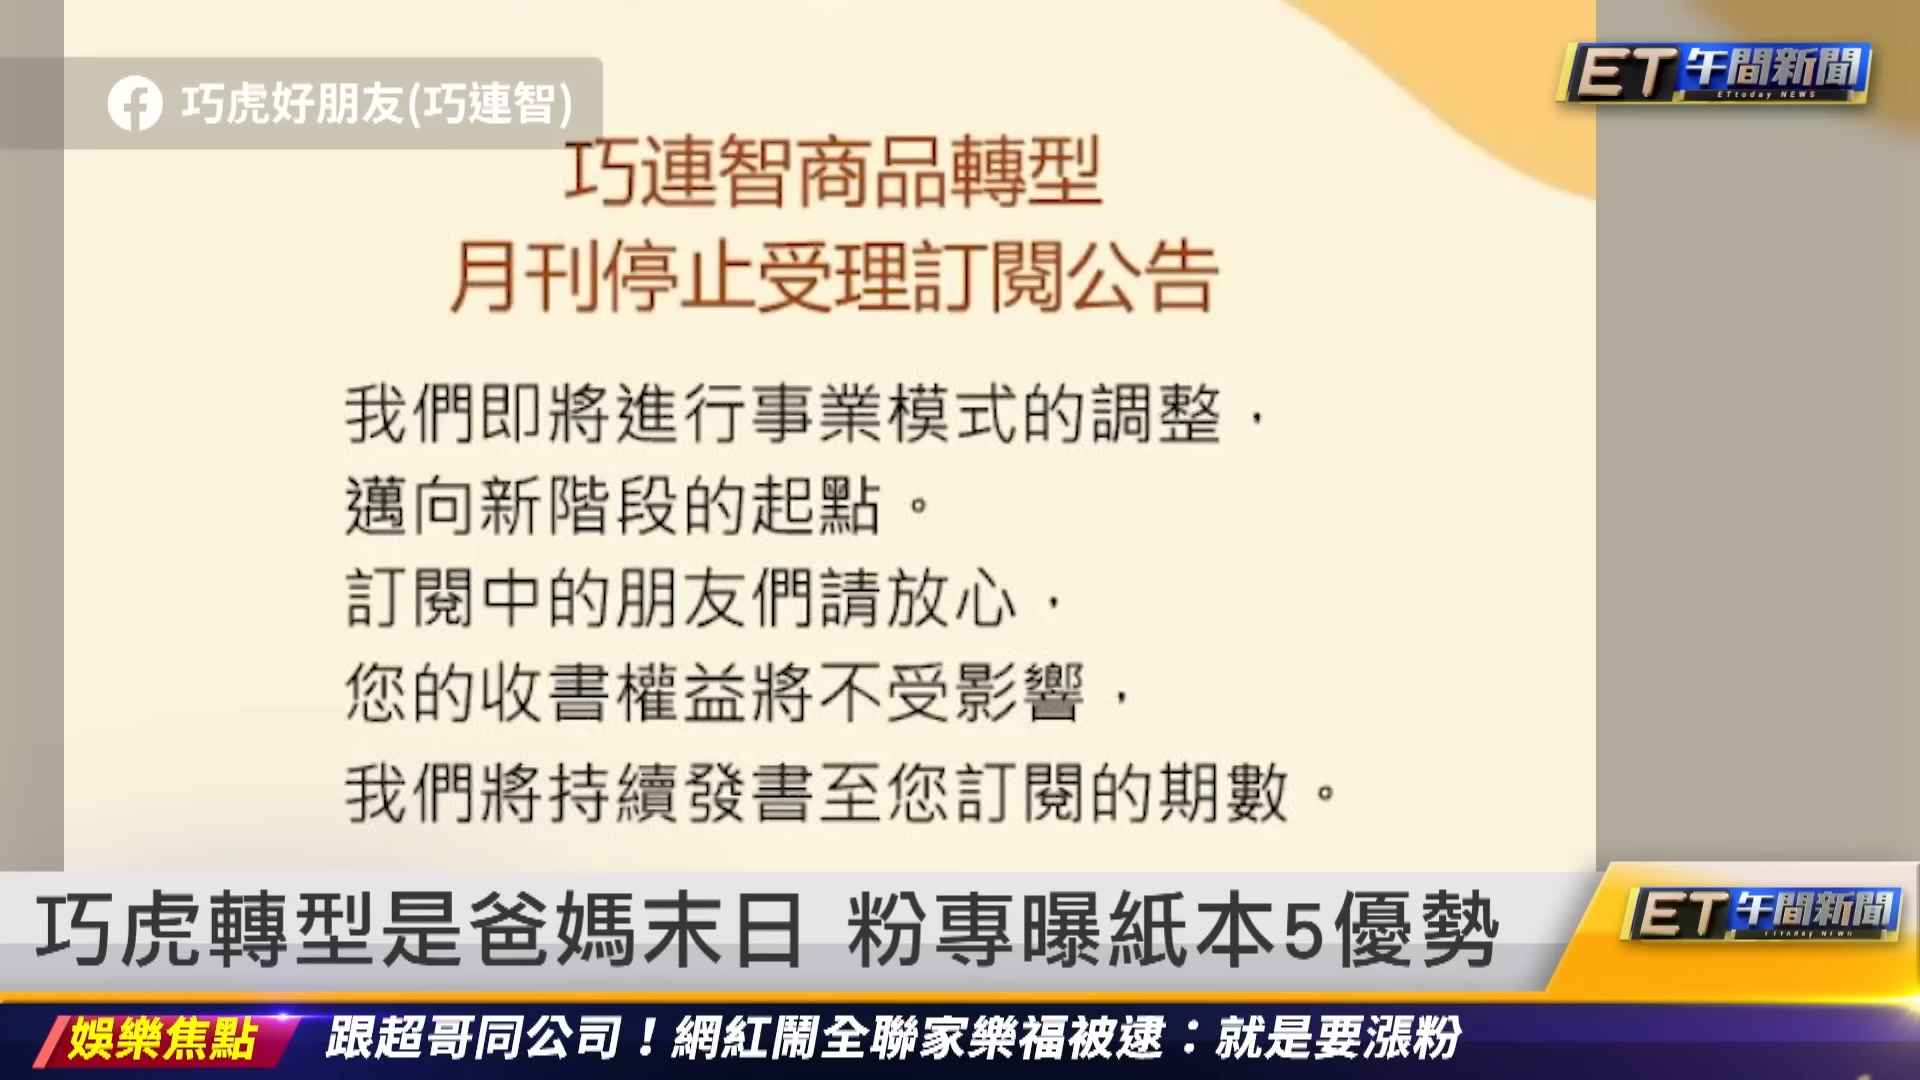 巧虎好朋友(巧連智)
ET午間新聞
ETtoday NEWS
巧連智商品轉型
月刊停止受理訂閱公告
我們即將進行事業模式的調整，
邁向新階段的起點。
訂閱中的朋友們請放心，
您的收書權益將不受影響，
我們將持續發書至您訂閱的期數。
巧虎轉型是爸媽末日 粉專曝紙本5優勢
ET午間新聞
ETtoday NEWS
娛樂焦點 跟超哥同公司！網紅鬧全聯家樂福被逮：就是要漲粉